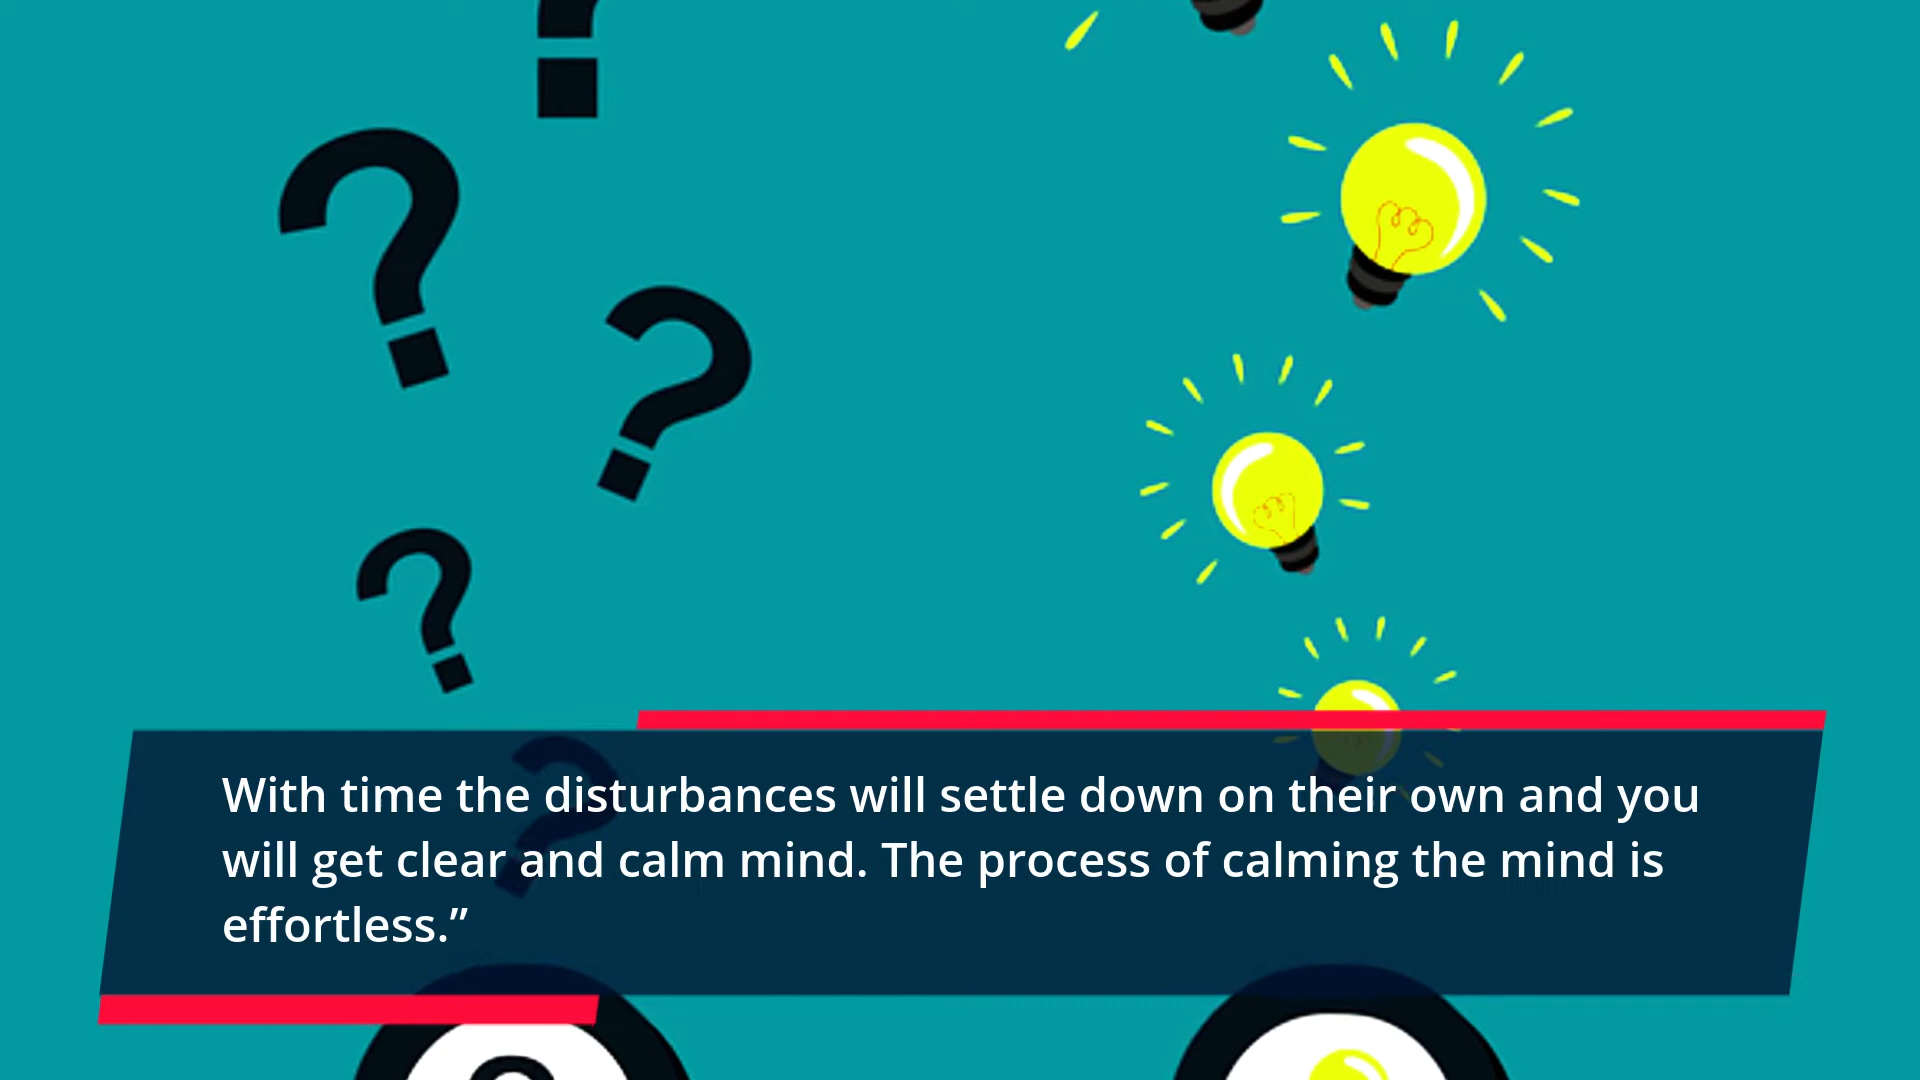 With time the disturbances will settle down on their own and you
will get clear and calm mind. The process of calming the mind is
effortless.”